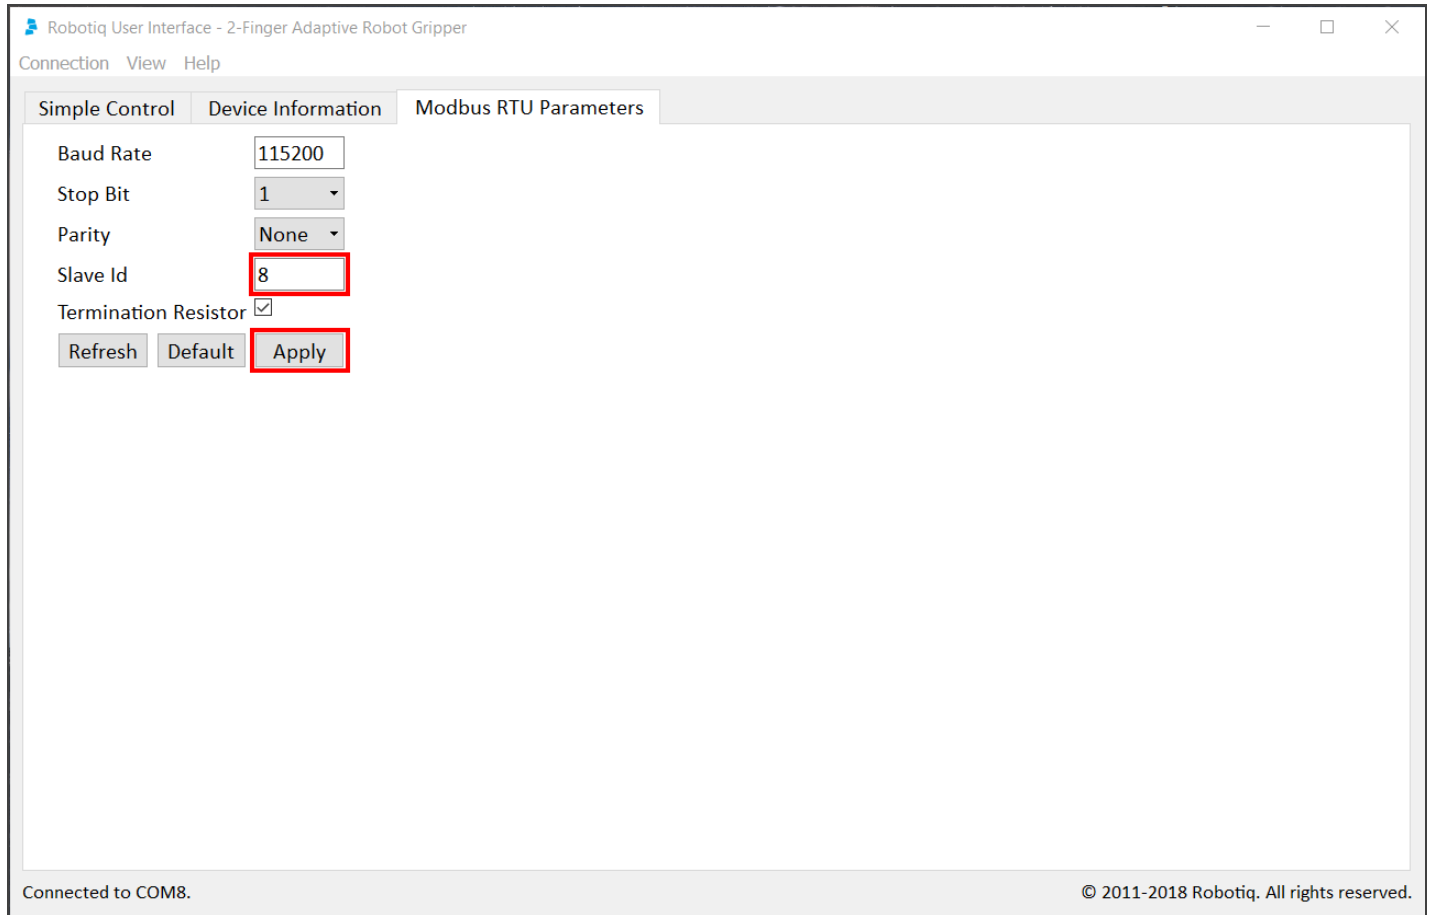 Robotiq User Interface - 2-Finger Adaptive Robot Gripper
Connection View Help
Simple Control Device Information Modbus RTU Parameters
Baud Rate 115200
Stop Bit 1
Parity None
Slave Id 8
Termination Resistor
Refresh Default Apply
Connected to COM8. © 2011-2018 Robotiq. All rights reserved.